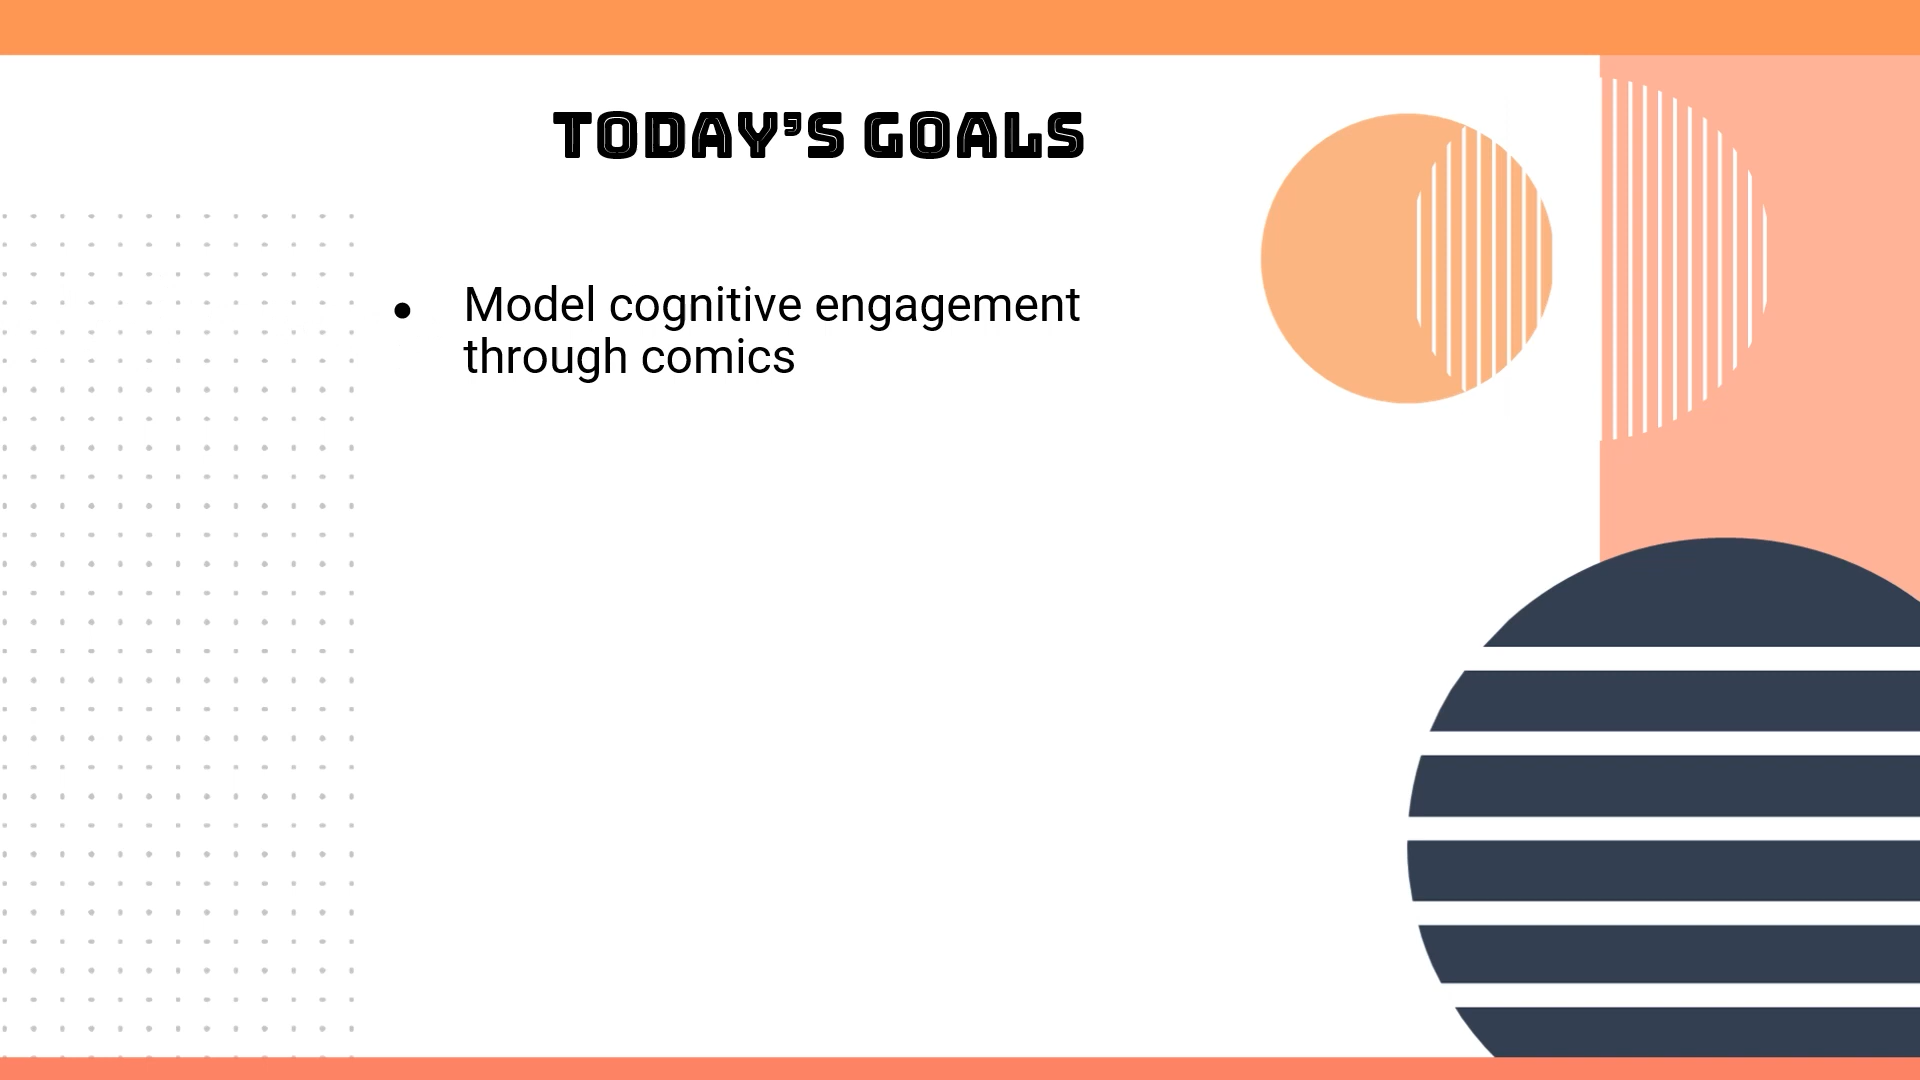 TODAY’S GOALS
● Model cognitive engagement
through comics